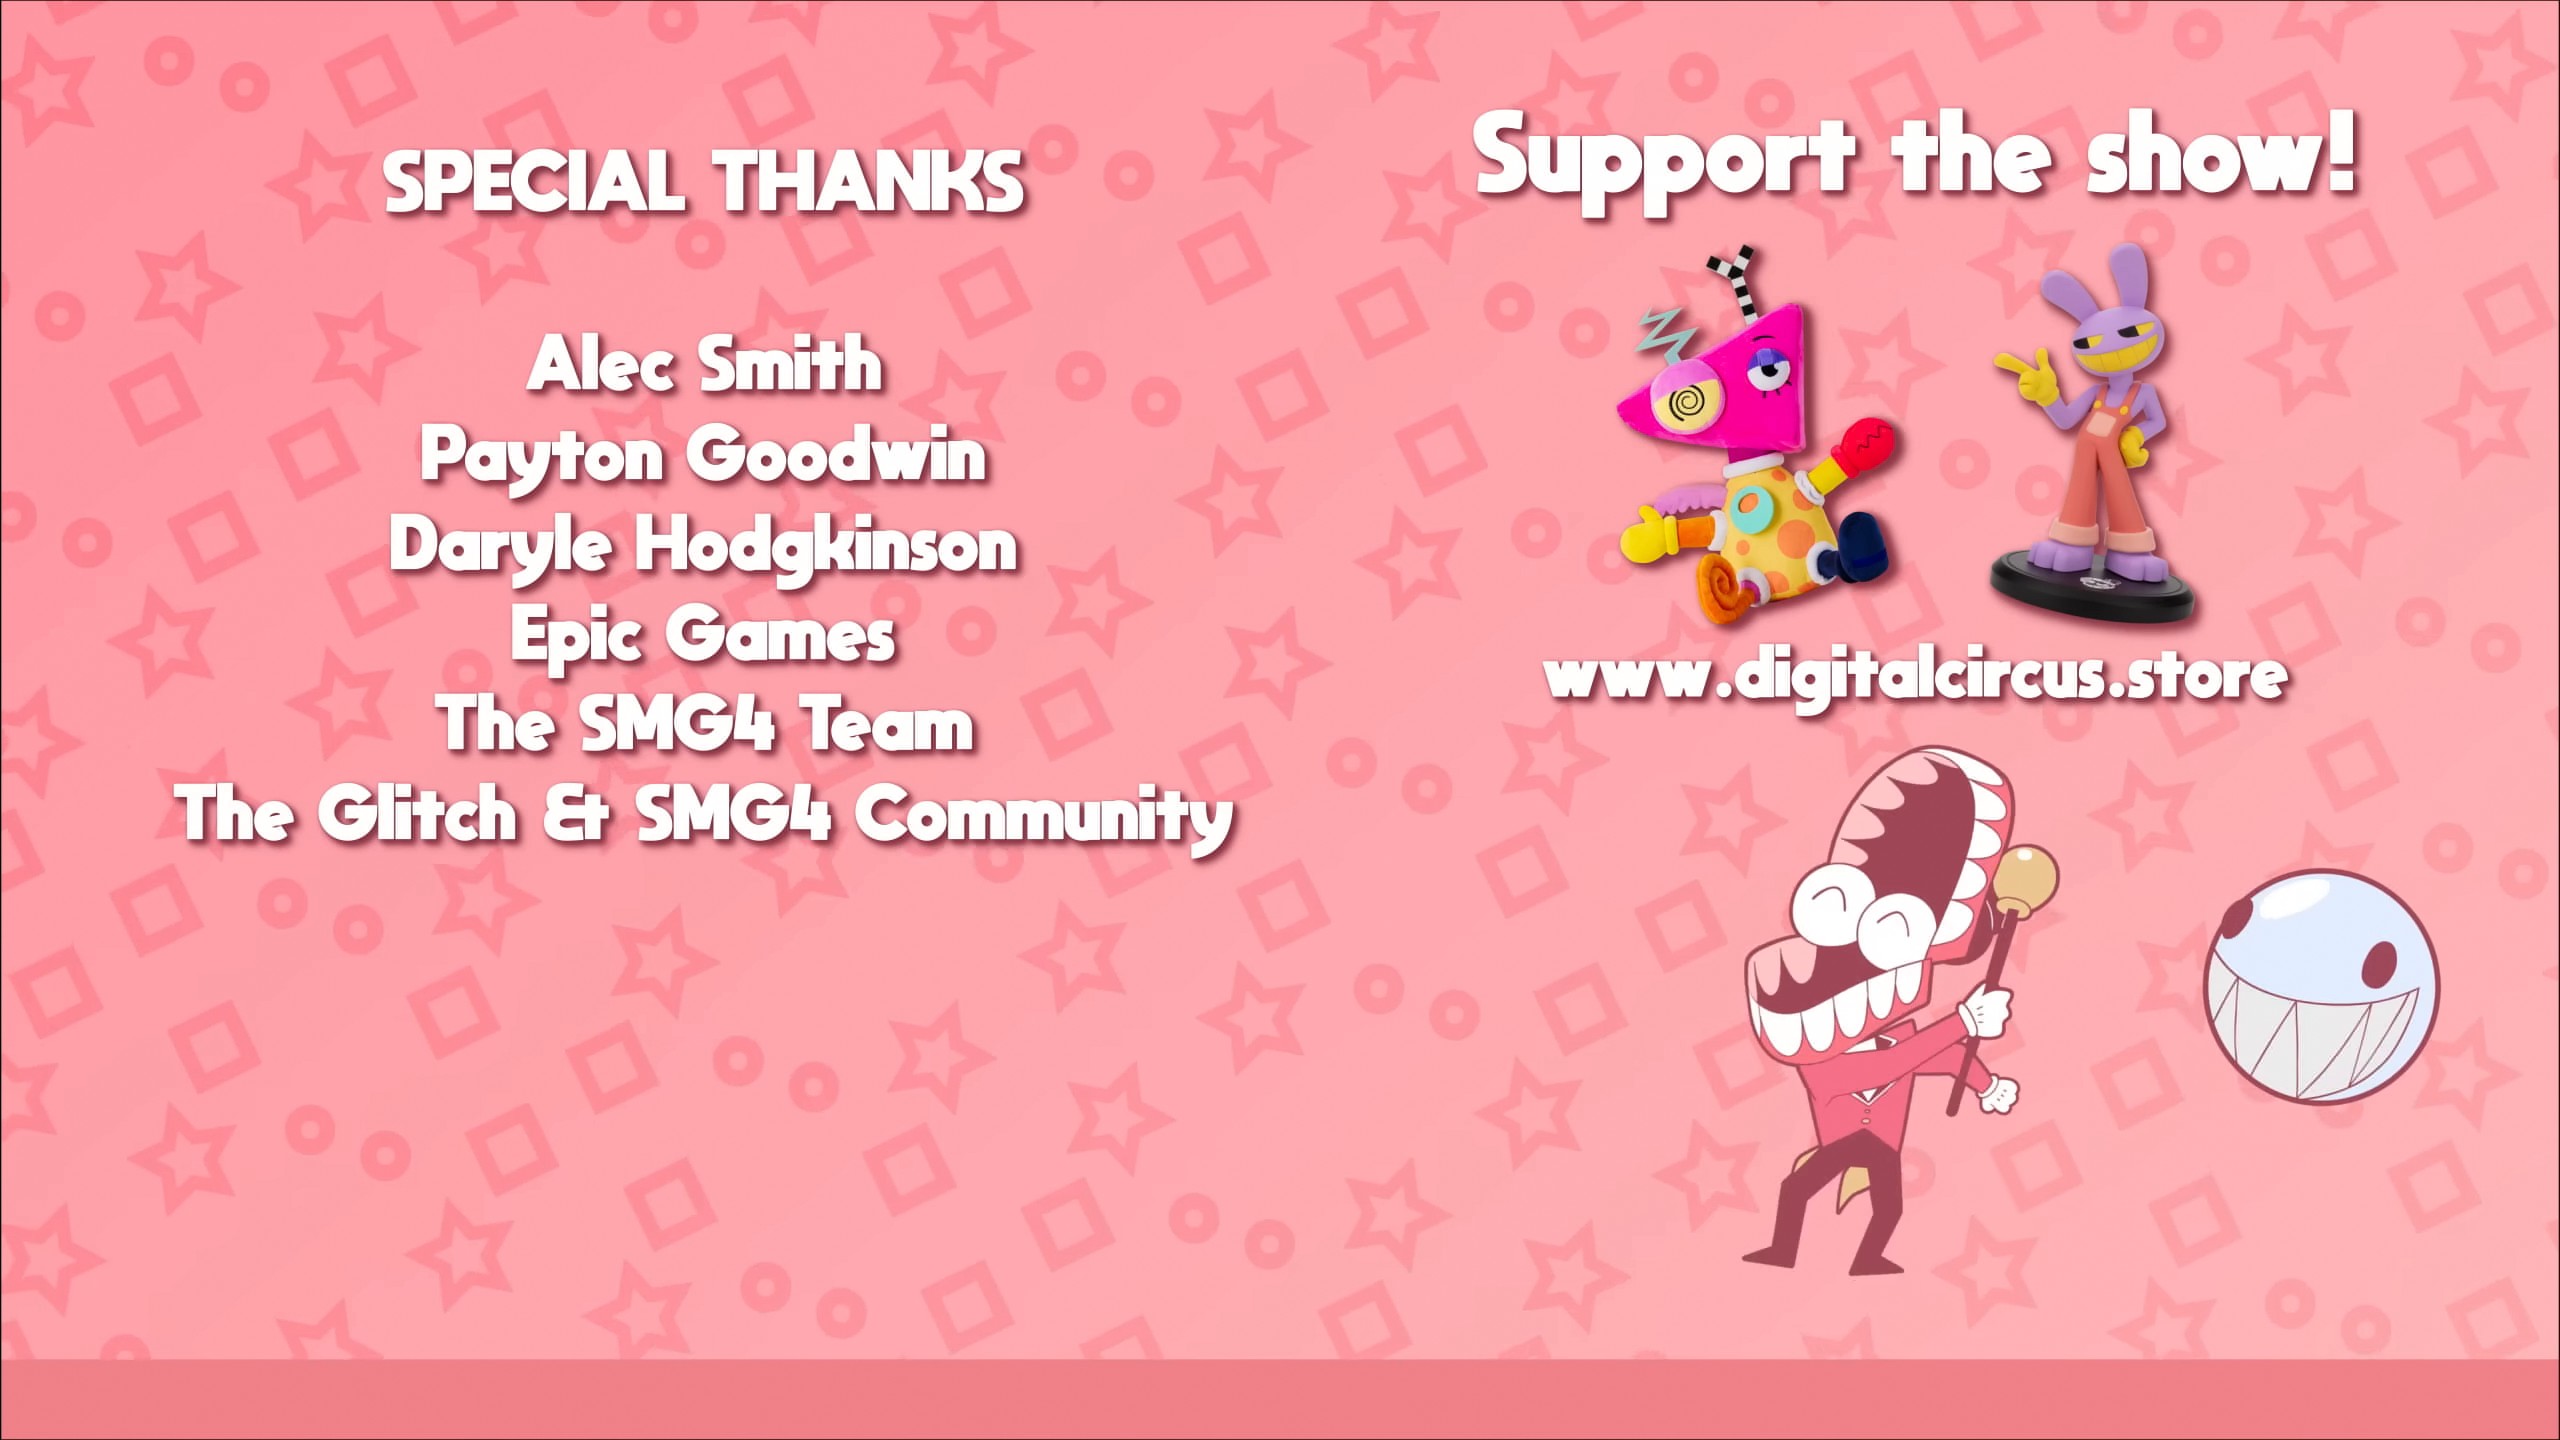 SPECIAL THANKS
Alec Smith
Payton Goodwin
Daryle Hodgkinson
Epic Games
The SMG4 Team
The Glitch & SMG4 Community
Support the show!
www.digitalcircus.store